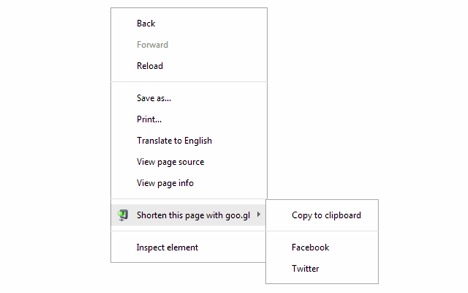 Back
Forward
Reload
Save as...
Print...
Translate to English
View page source
View page info
Shorten this page with goo.gl
Copy to clipboard
Inspect element
Facebook
Twitter